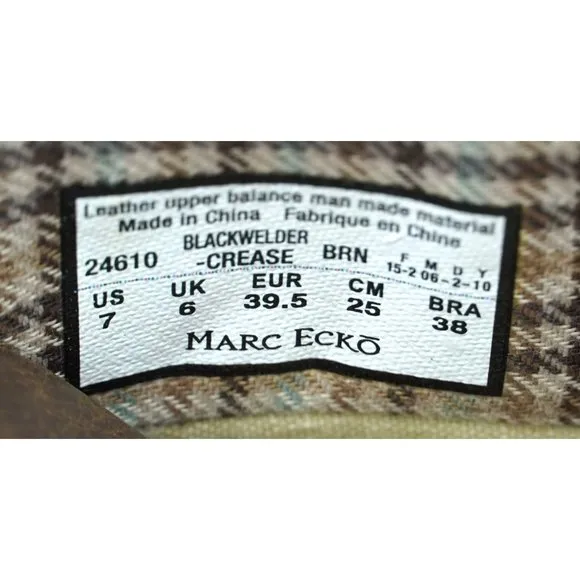 Leather upper balance man made material
Made in China Fabrique en Chine
24610 BLACKWELDER -CREASE BRN F M D Y
15-2 06-2-10
US UK EUR CM BRA
7 6 39.5 25 38
MARC ECKŌ